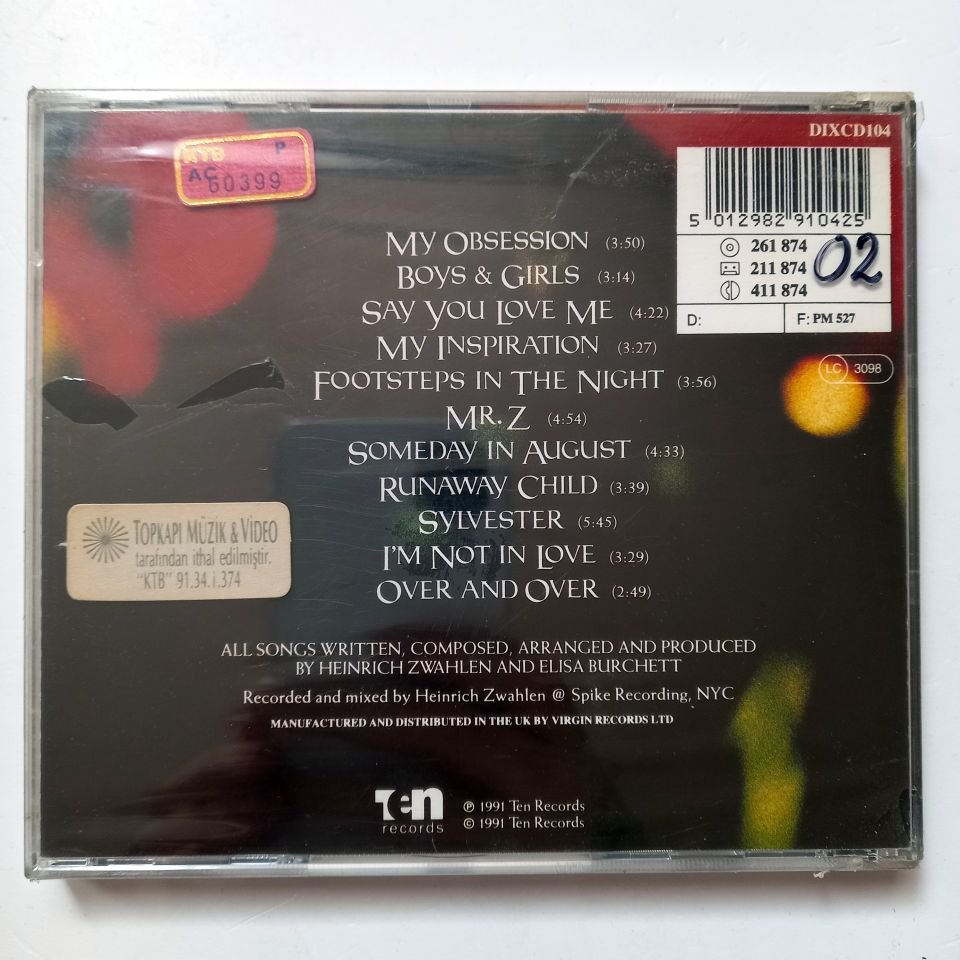 DIXCD104
KTB P
AC
60399
5 012982 910425
261 874
211 874
411 874
02
D:
F: PM 527
LC 3098
MY OBSESSION (3:50)
BOYS & GIRLS (3:14)
SAY YOU LOVE ME (4:22)
MY INSPIRATION (3:27)
FOOTSTEPS IN THE NIGHT (3:56)
MR. Z (4:54)
SOMEDAY IN AUGUST (4:33)
RUNAWAY CHILD (3:39)
SYLVESTER (5:45)
I'M NOT IN LOVE (3:29)
OVER AND OVER (2:49)
TOPKAPI MÜZİK & VİDEO
tarafından ithal edilmiştir.
"KTB" 91.34.i.374
ALL SONGS WRITTEN, COMPOSED, ARRANGED AND PRODUCED
BY HEINRICH ZWAHLEN AND ELISA BURCHETT
Recorded and mixed by Heinrich Zwahlen @ Spike Recording, NYC
MANUFACTURED AND DISTRIBUTED IN THE UK BY VIRGIN RECORDS LTD
Ten
records
℗ 1991 Ten Records
© 1991 Ten Records